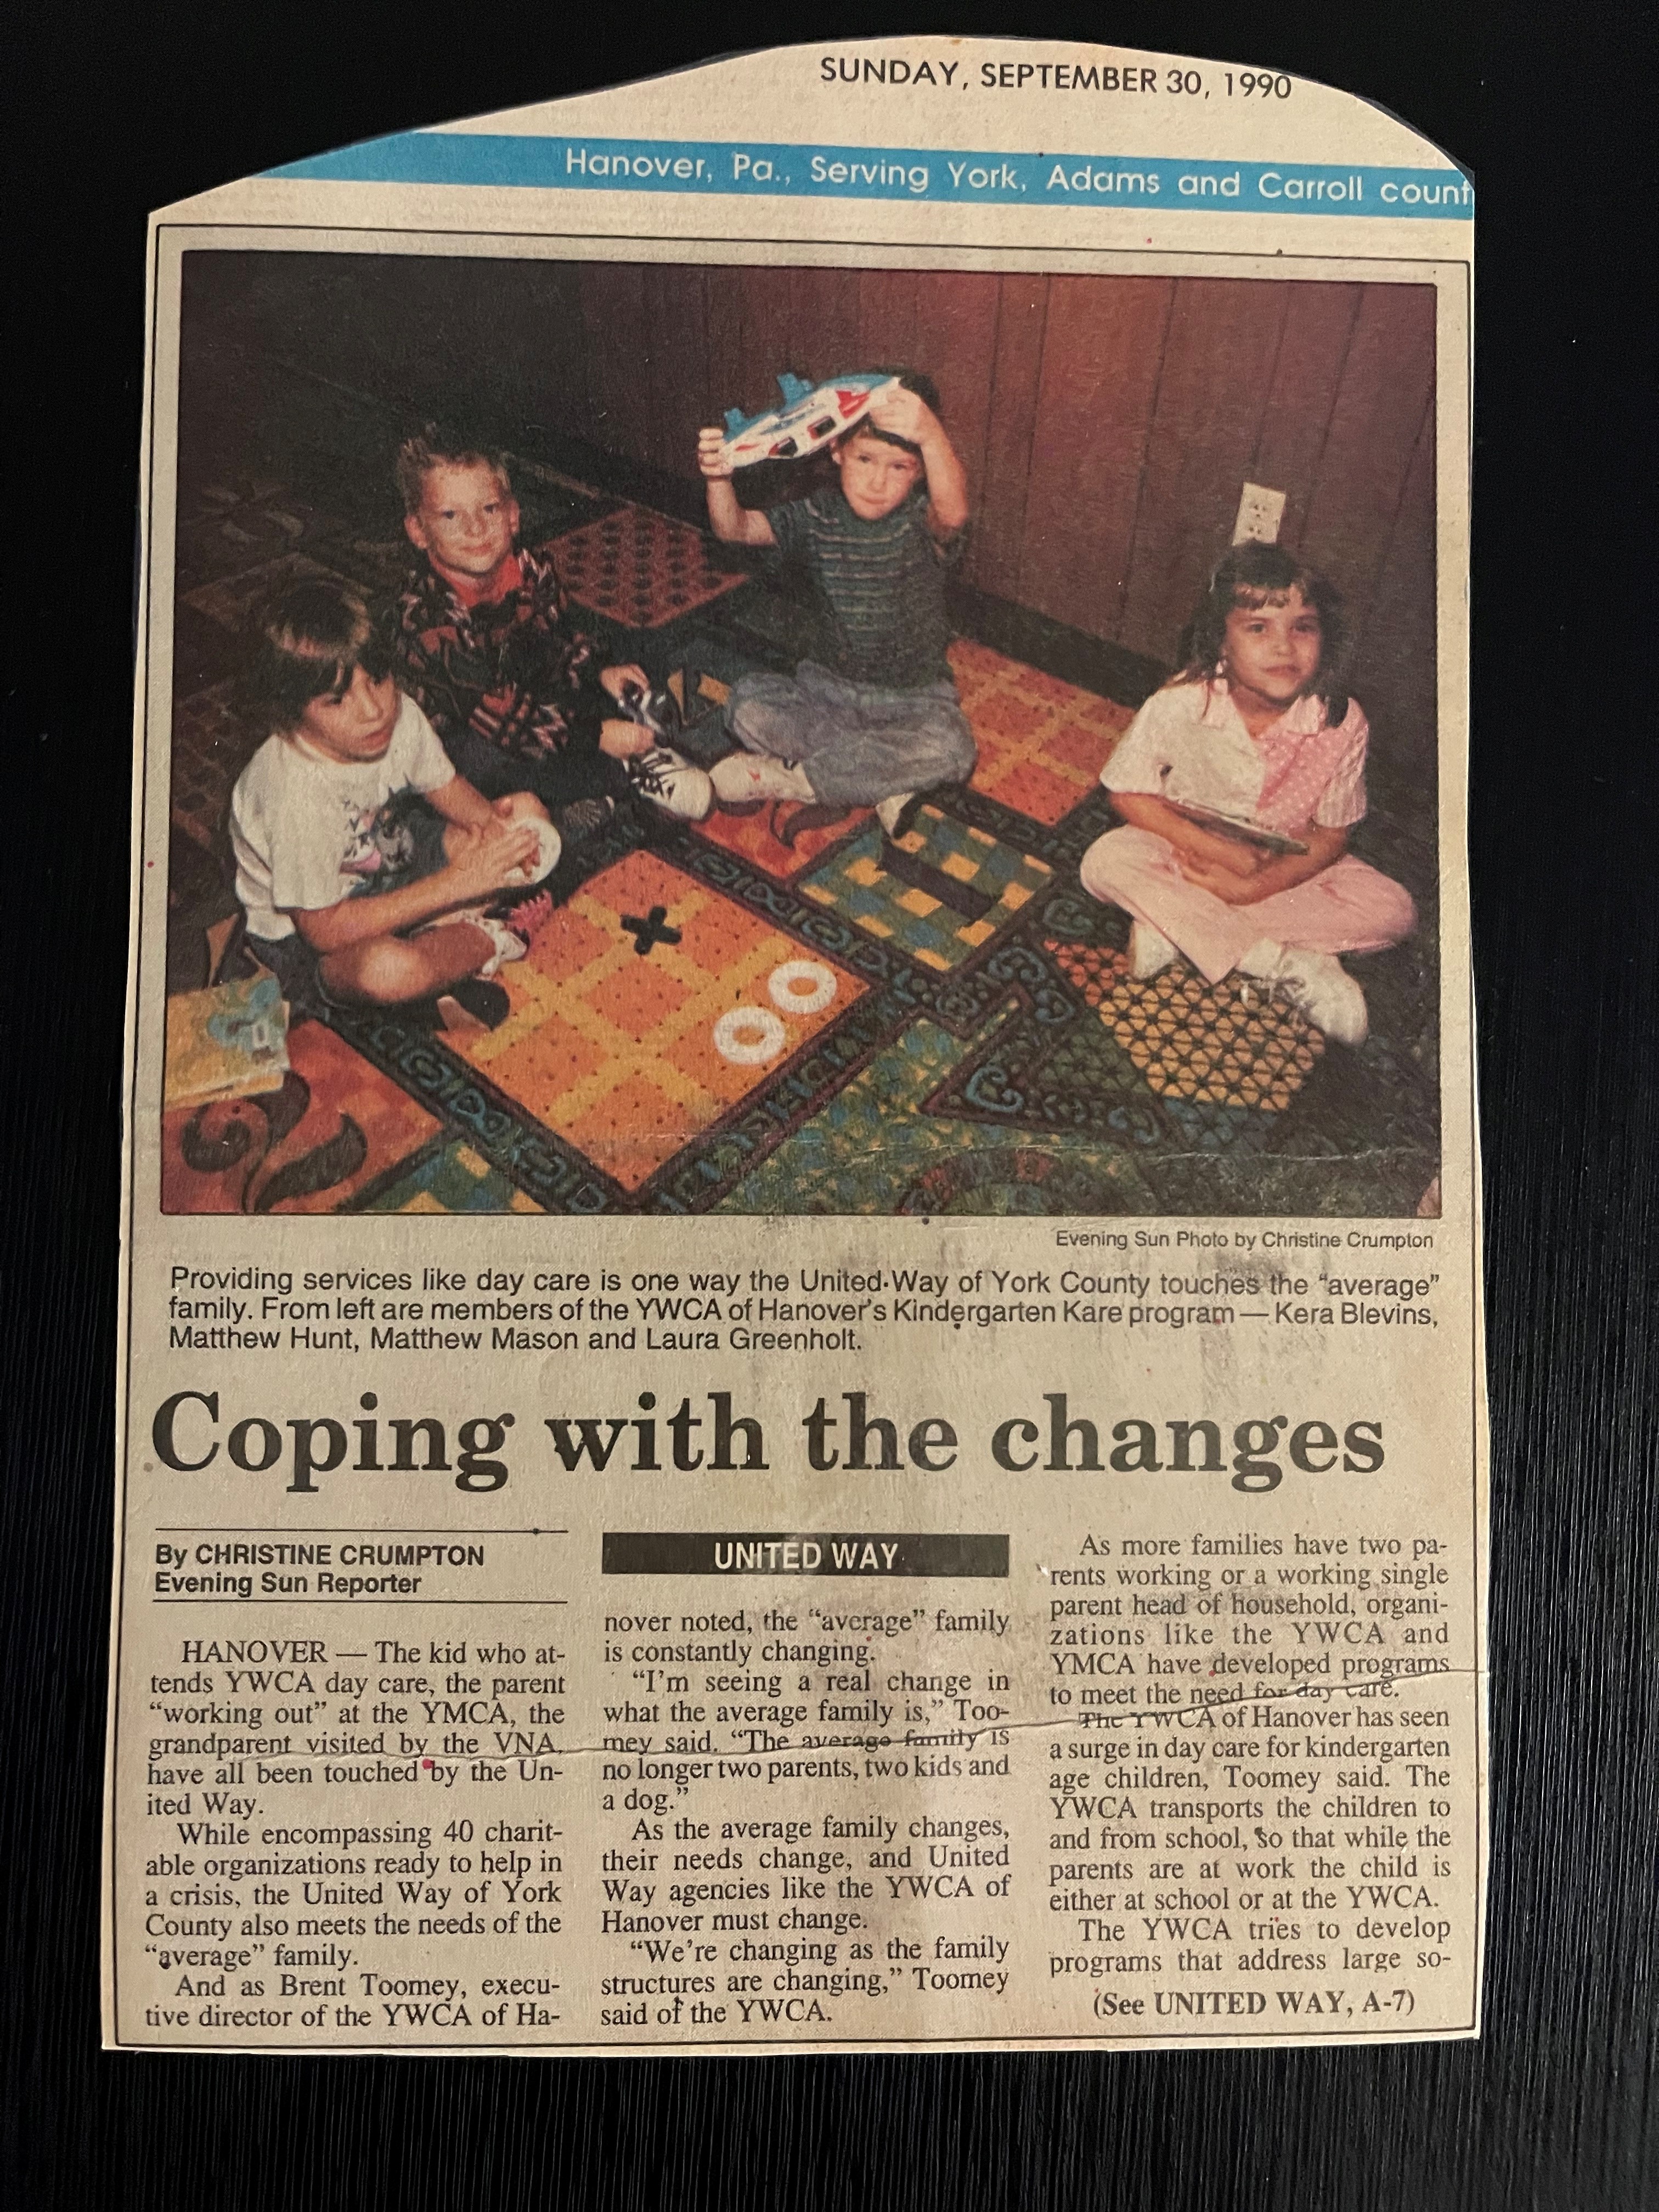 SUNDAY, SEPTEMBER 30, 1990
Hanover, Pa., Serving York, Adams and Carroll count
Evening Sun Photo by Christine Crumpton
Providing services like day care is one way the United Way of York County touches the “average”
family. From left are members of the YWCA of Hanover's Kindergarten Kare program — Kera Blevins,
Matthew Hunt, Matthew Mason and Laura Greenholt.
Coping with the changes
By CHRISTINE CRUMPTON
Evening Sun Reporter
HANOVER — The kid who at-
tends YWCA day care, the parent
“working out” at the YMCA, the
grandparent visited by the VNA,
have all been touched by the Un-
ited Way.
While encompassing 40 charit-
able organizations ready to help in
a crisis, the United Way of York
County also meets the needs of the
“average” family.
And as Brent Toomey, execu-
tive director of the YWCA of Ha-
UNITED WAY
nover noted, the “average” family
is constantly changing.
“I'm seeing a real change in
what the average family is,” Too-
mey said. “The average family is
no longer two parents, two kids and
a dog.”
As the average family changes,
their needs change, and United
Way agencies like the YWCA of
Hanover must change.
“We're changing as the family
structures are changing,” Toomey
said of the YWCA.
As more families have two pa-
rents working or a working single
parent head of household, organi-
zations like the YWCA and
YMCA have developed programs
to meet the need for day care.
The YWCA of Hanover has seen
a surge in day care for kindergarten
age children, Toomey said. The
YWCA transports the children to
and from school, so that while the
parents are at work the child is
either at school or at the YWCA.
The YWCA tries to develop
programs that address large so-
(See UNITED WAY, A-7)